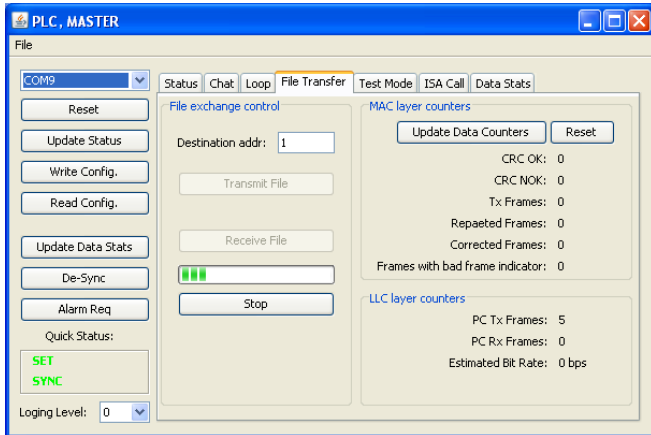 PLC, MASTER
File
COM9
Reset
Update Status
Write Config.
Read Config.
Update Data Stats
De-Sync
Alarm Req
Quick Status:
SET
SYNC
Loging Level: 0
Status Chat Loop File Transfer Test Mode ISA Call Data Stats
File exchange control
Destination addr: 1
Transmit File
Receive File
Stop
MAC layer counters
Update Data Counters Reset
CRC OK: 0
CRC NOK: 0
Tx Frames: 0
Repaeted Frames: 0
Corrected Frames: 0
Frames with bad frame indicator: 0
LLC layer counters
PC Tx Frames: 5
PC Rx Frames: 0
Estimated Bit Rate: 0 bps